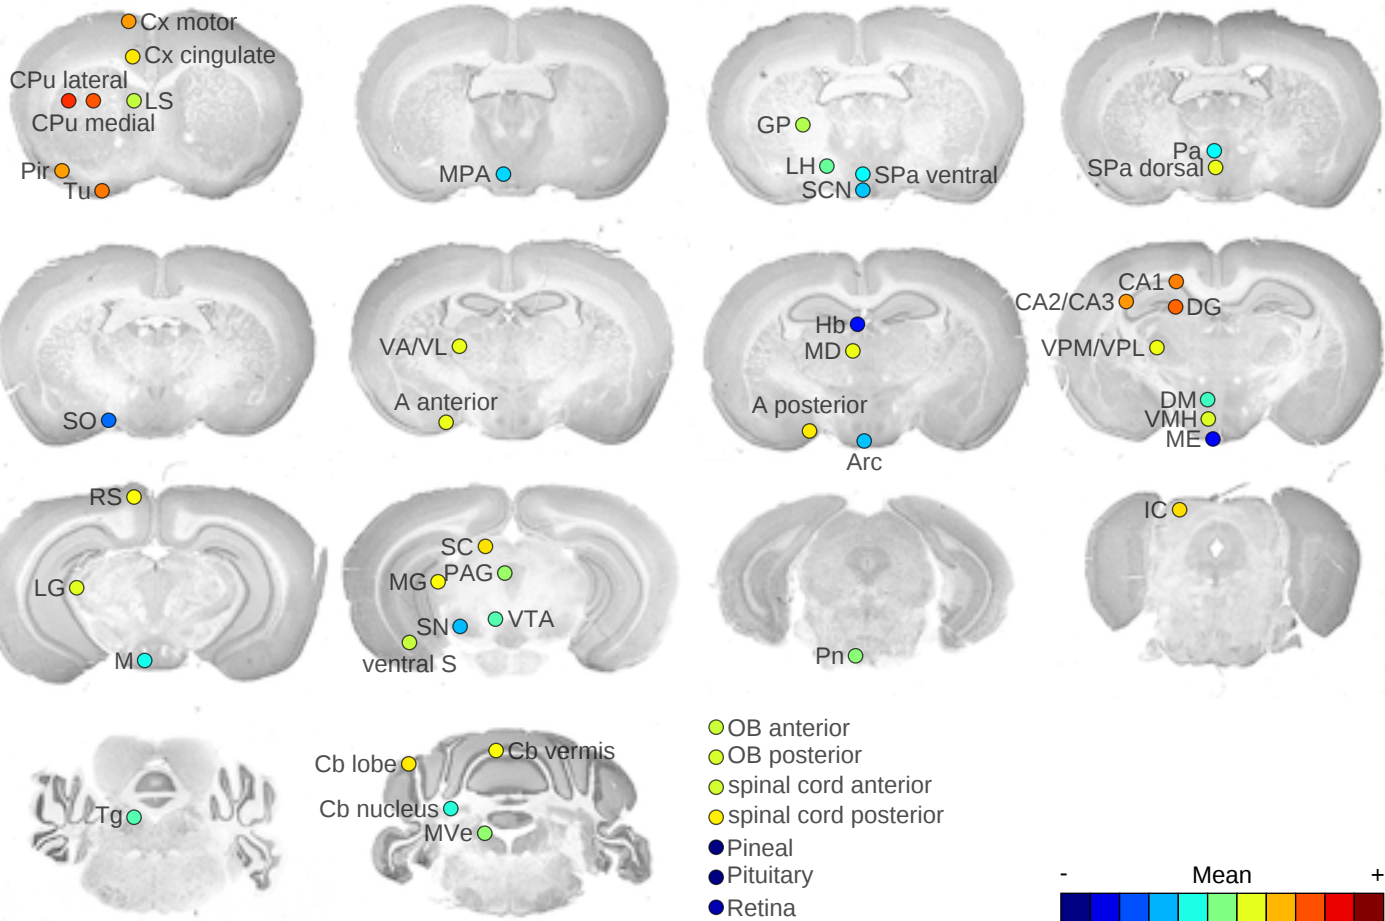 Cx motor
Cx cingulate
CPu lateral
LS
CPu medial
Pir
Tu
MPA
GP
LH
SPa ventral
SCN
Pa
SPa dorsal
SO
VA/VL
A anterior
Hb
MD
A posterior
Arc
CA1
CA2/CA3
DG
VPM/VPL
DM
VMH
ME
RS
LG
M
SC
MG
PAG
SN
VTA
ventral S
Pn
IC
Tg
Cb lobe
Cb vermis
Cb nucleus
MVe
OB anterior
OB posterior
spinal cord anterior
spinal cord posterior
Pineal
Pituitary
Retina
- Mean +